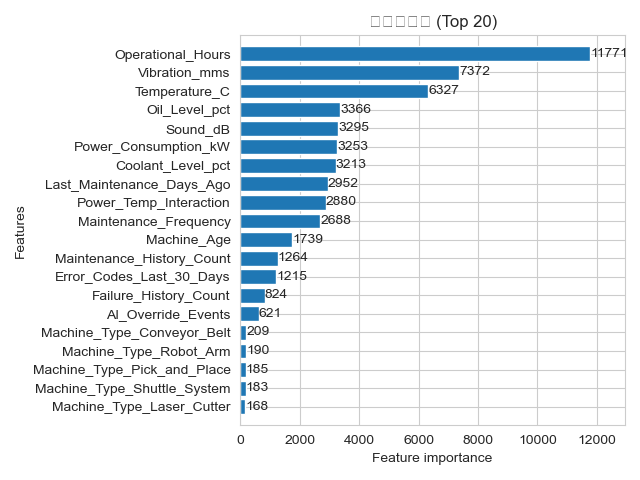 (Top 20)
Operational_Hours
11771
Vibration_mms
7372
Temperature_C
6327
Oil_Level_pct
3366
Sound_dB
3295
Power_Consumption_kW
3253
Coolant_Level_pct
3213
Last_Maintenance_Days_Ago
2952
Power_Temp_Interaction
2880
Maintenance_Frequency
2688
Machine_Age
1739
Maintenance_History_Count
1264
Error_Codes_Last_30_Days
1215
Failure_History_Count
824
AI_Override_Events
621
Machine_Type_Conveyor_Belt
209
Machine_Type_Robot_Arm
190
Machine_Type_Pick_and_Place
185
Machine_Type_Shuttle_System
183
Machine_Type_Laser_Cutter
168
Features
0 2000 4000 6000 8000 10000 12000
Feature importance